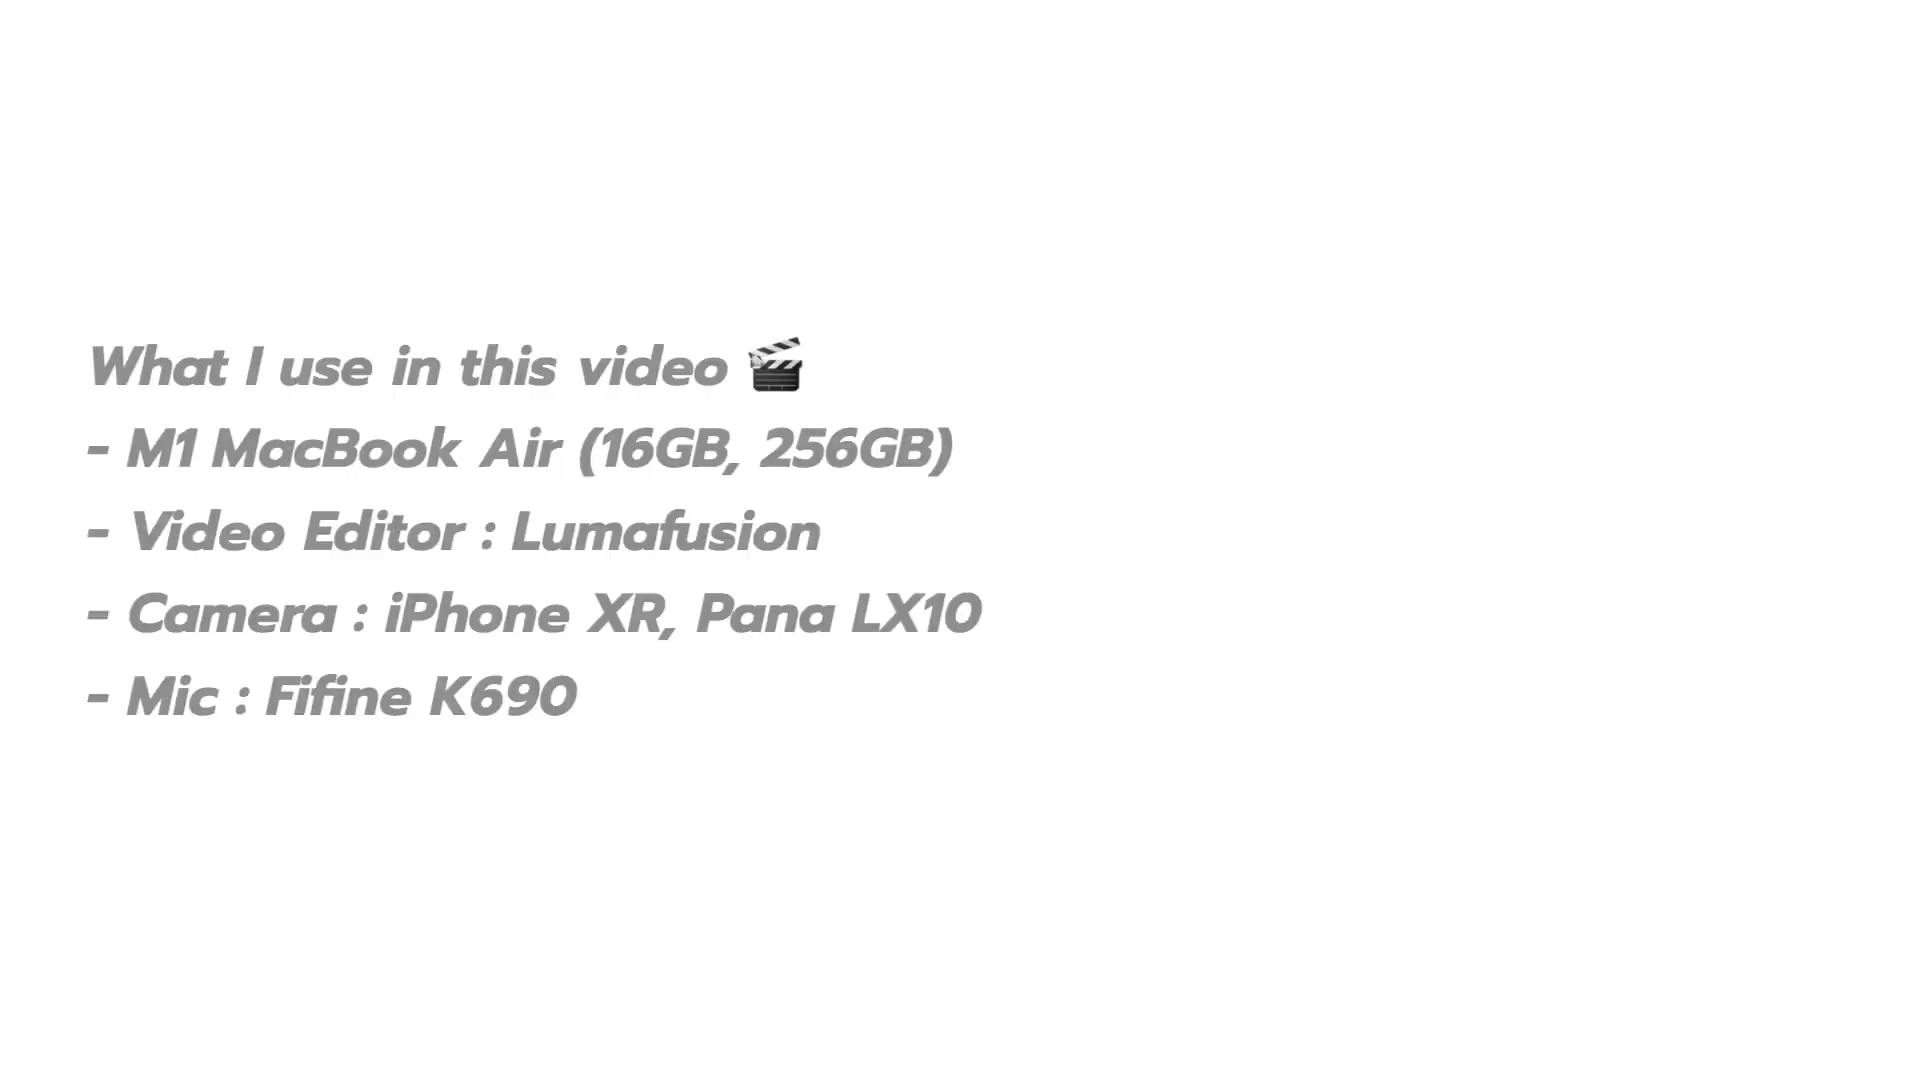 What I use in this video 🎬
- M1 MacBook Air (16GB, 256GB)
- Video Editor : Lumafusion
- Camera : iPhone XR, Pana LX10
- Mic : Fifine K690